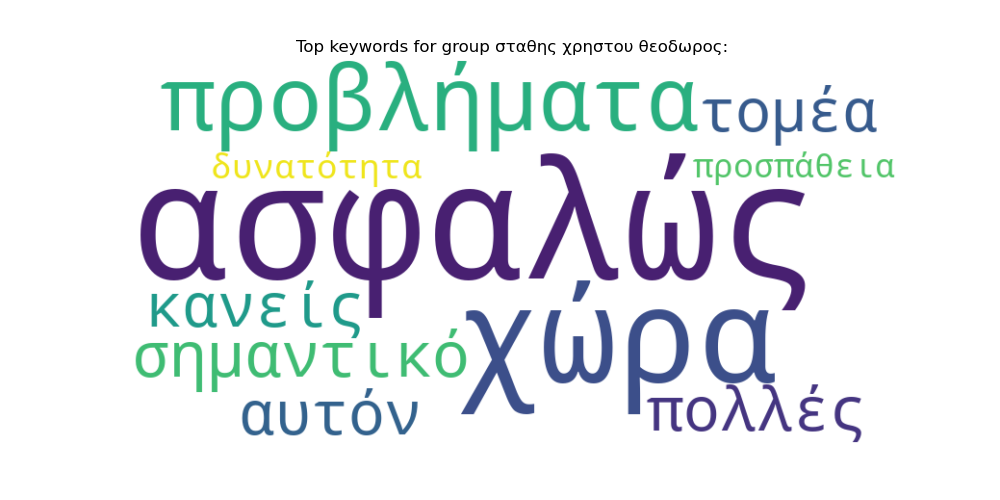 Top keywords for group σταθης χρηστου θεοδωρος:
προβλήματα
τομέα
δυνατότητα
προσπάθεια
ασφαλώς
κανείς
χώρα
σημαντικό
αυτόν
πολλές